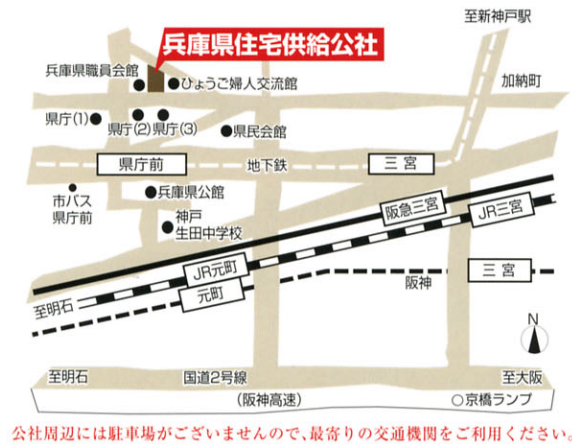 至新神戸駅
兵庫県住宅供給公社
兵庫県職員会館
ひょうご婦人交流館
加納町
県庁(1)
県庁(2)
県庁(3)
県民会館
県庁前
地下鉄
三宮
市バス
県庁前
兵庫県公館
神戸
生田中学校
阪急三宮
JR三宮
JR元町
元町
阪神
三宮
至明石
N
至明石
国道2号線
至大阪
(阪神高速)
○京橋ランプ
公社周辺には駐車場がございませんので、最寄りの交通機関をご利用ください。